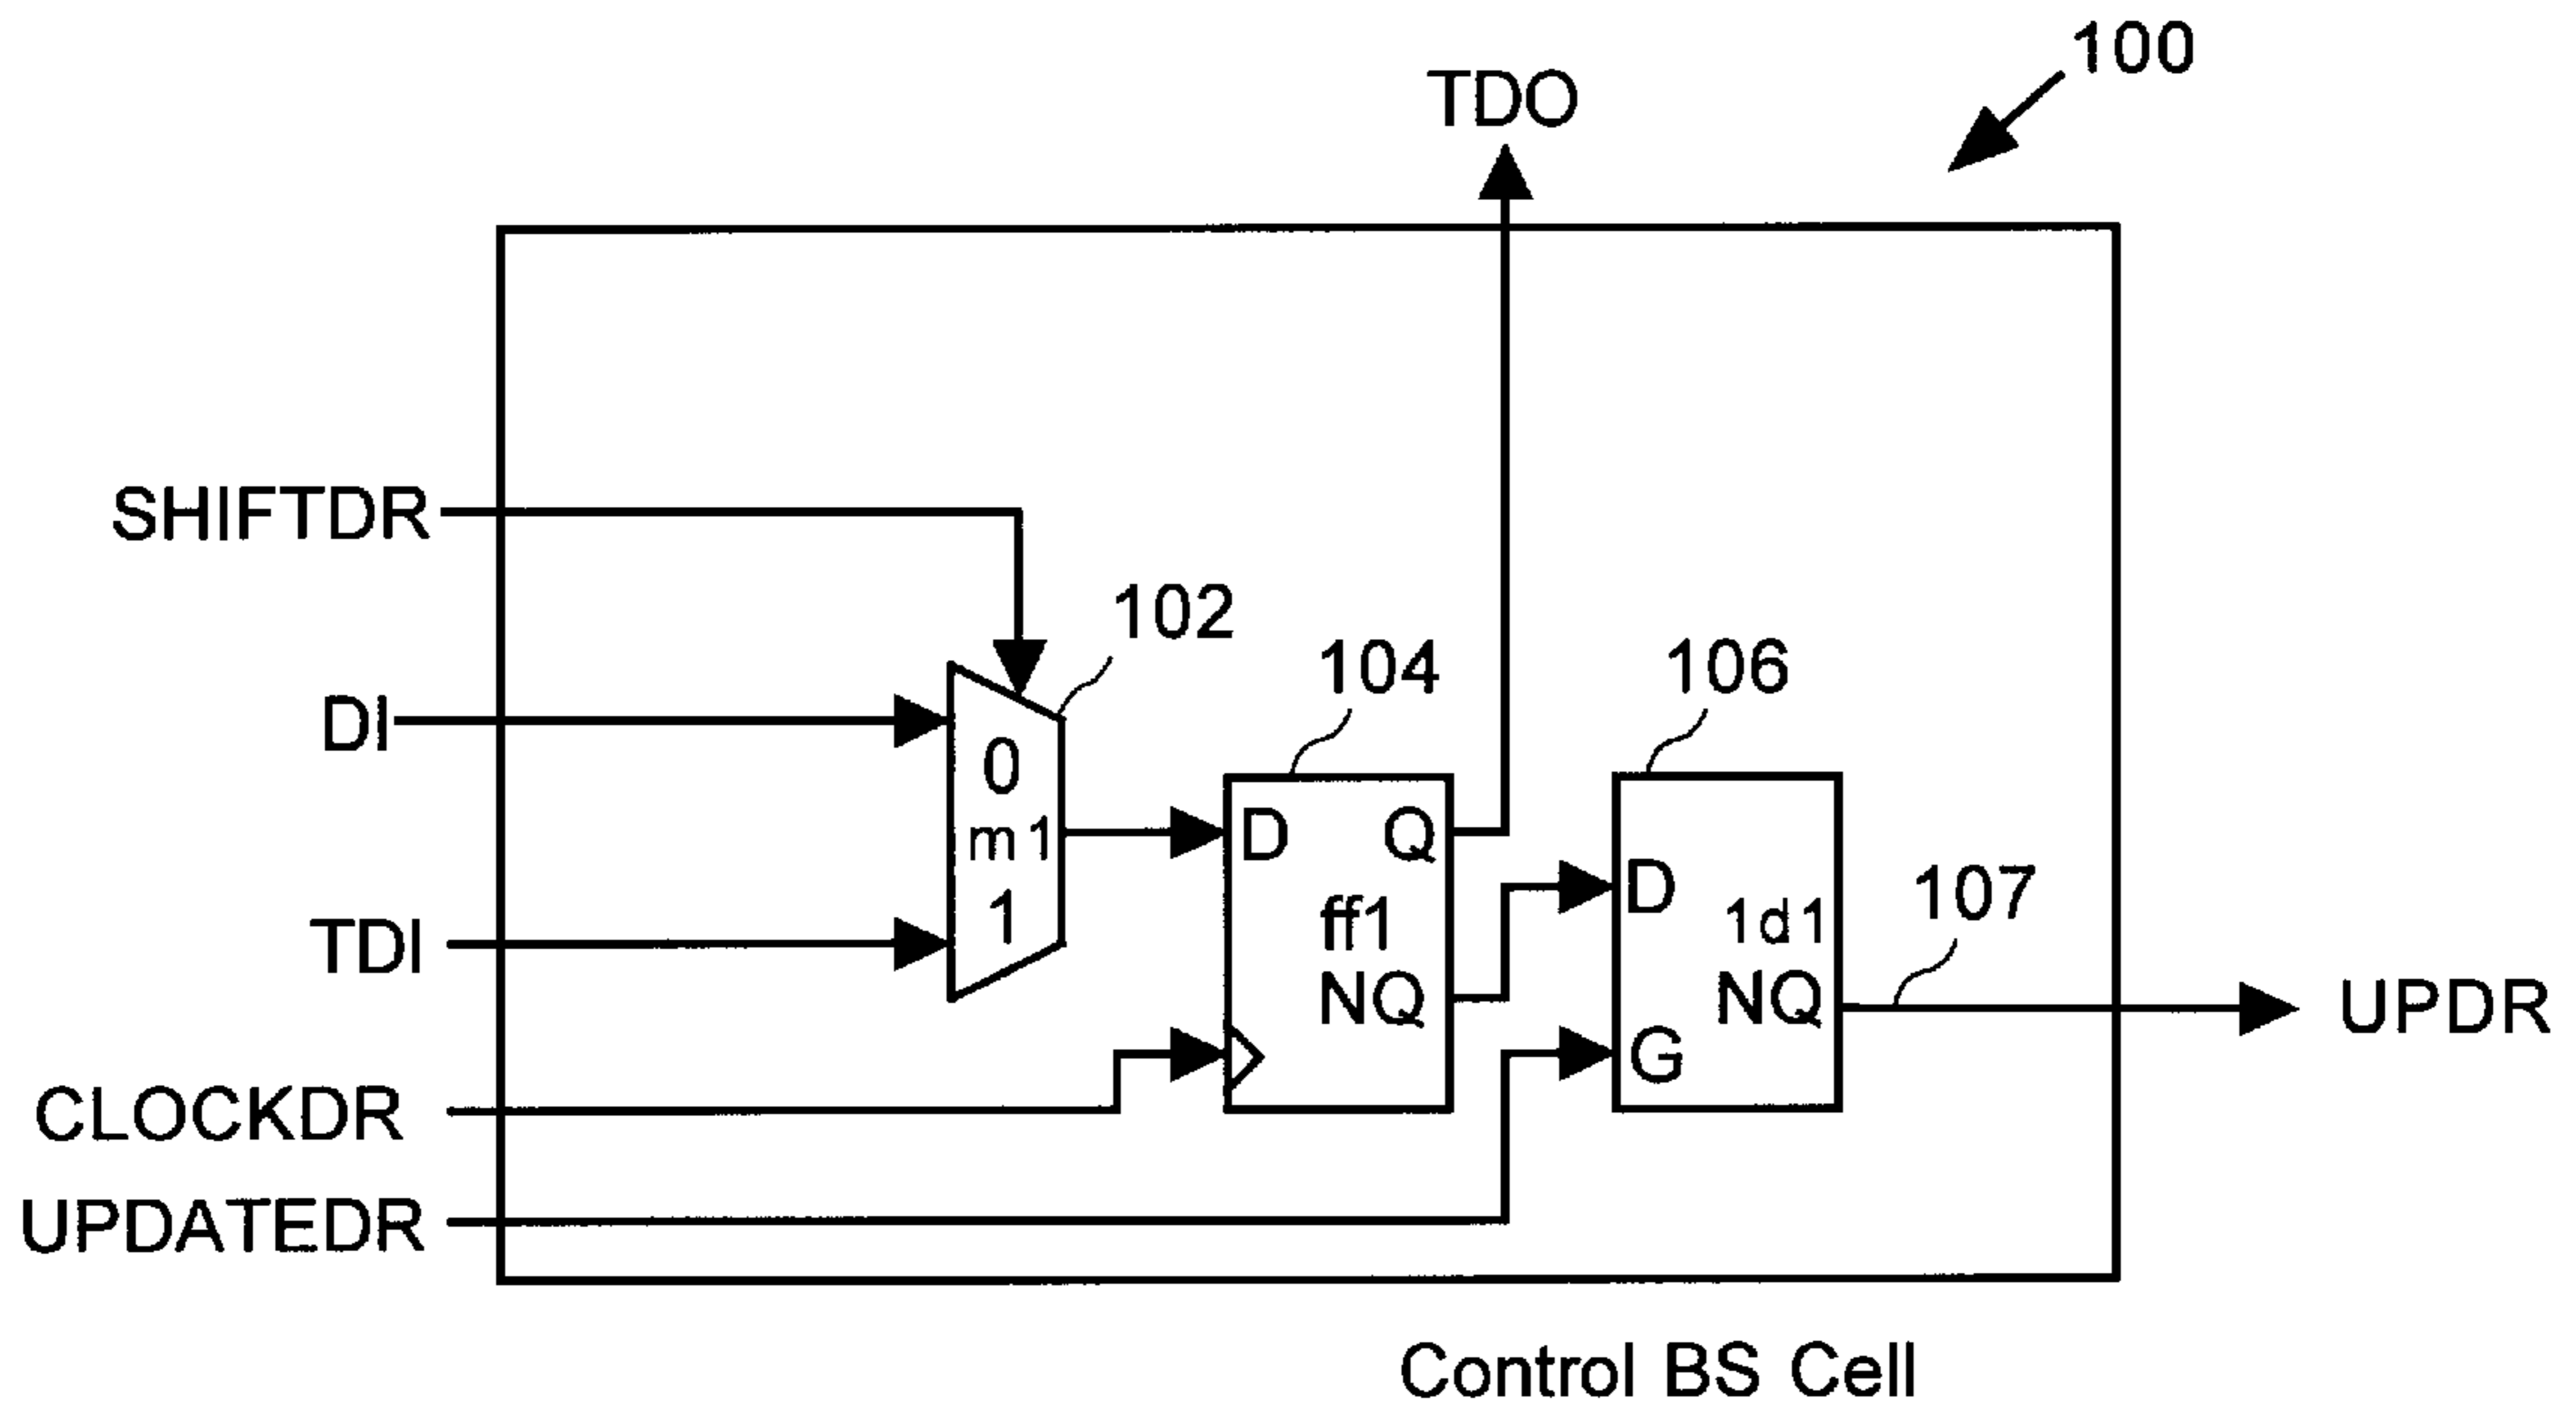 100
TDO
SHIFTDR
102
104
106
DI
0
D
Q
m1
D
1d1
107
ff1
1
TDI
NQ
NQ
UPDR
G
CLOCKDR
UPDATEDR
Control BS Cell